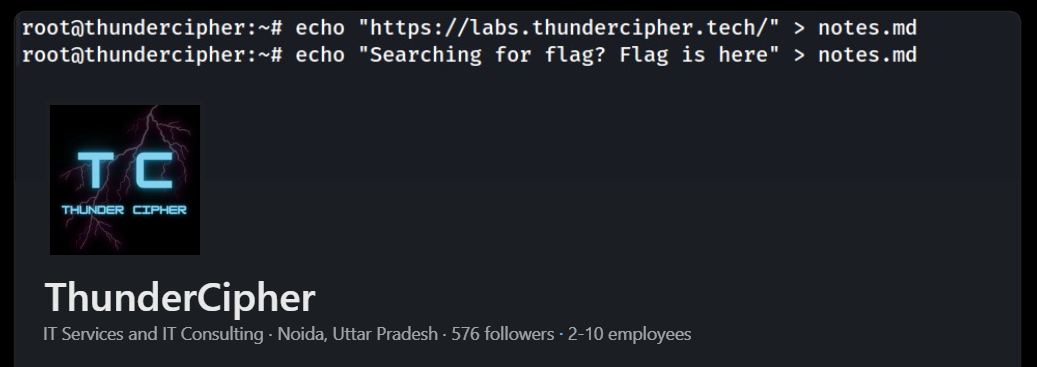 root@thundercipher:~# echo "https://labs.thundercipher.tech/" > notes.md
root@thundercipher:~# echo "Searching for flag? Flag is here" > notes.md
T C
THUNDER CIPHER
ThunderCipher
IT Services and IT Consulting · Noida, Uttar Pradesh · 576 followers · 2-10 employees